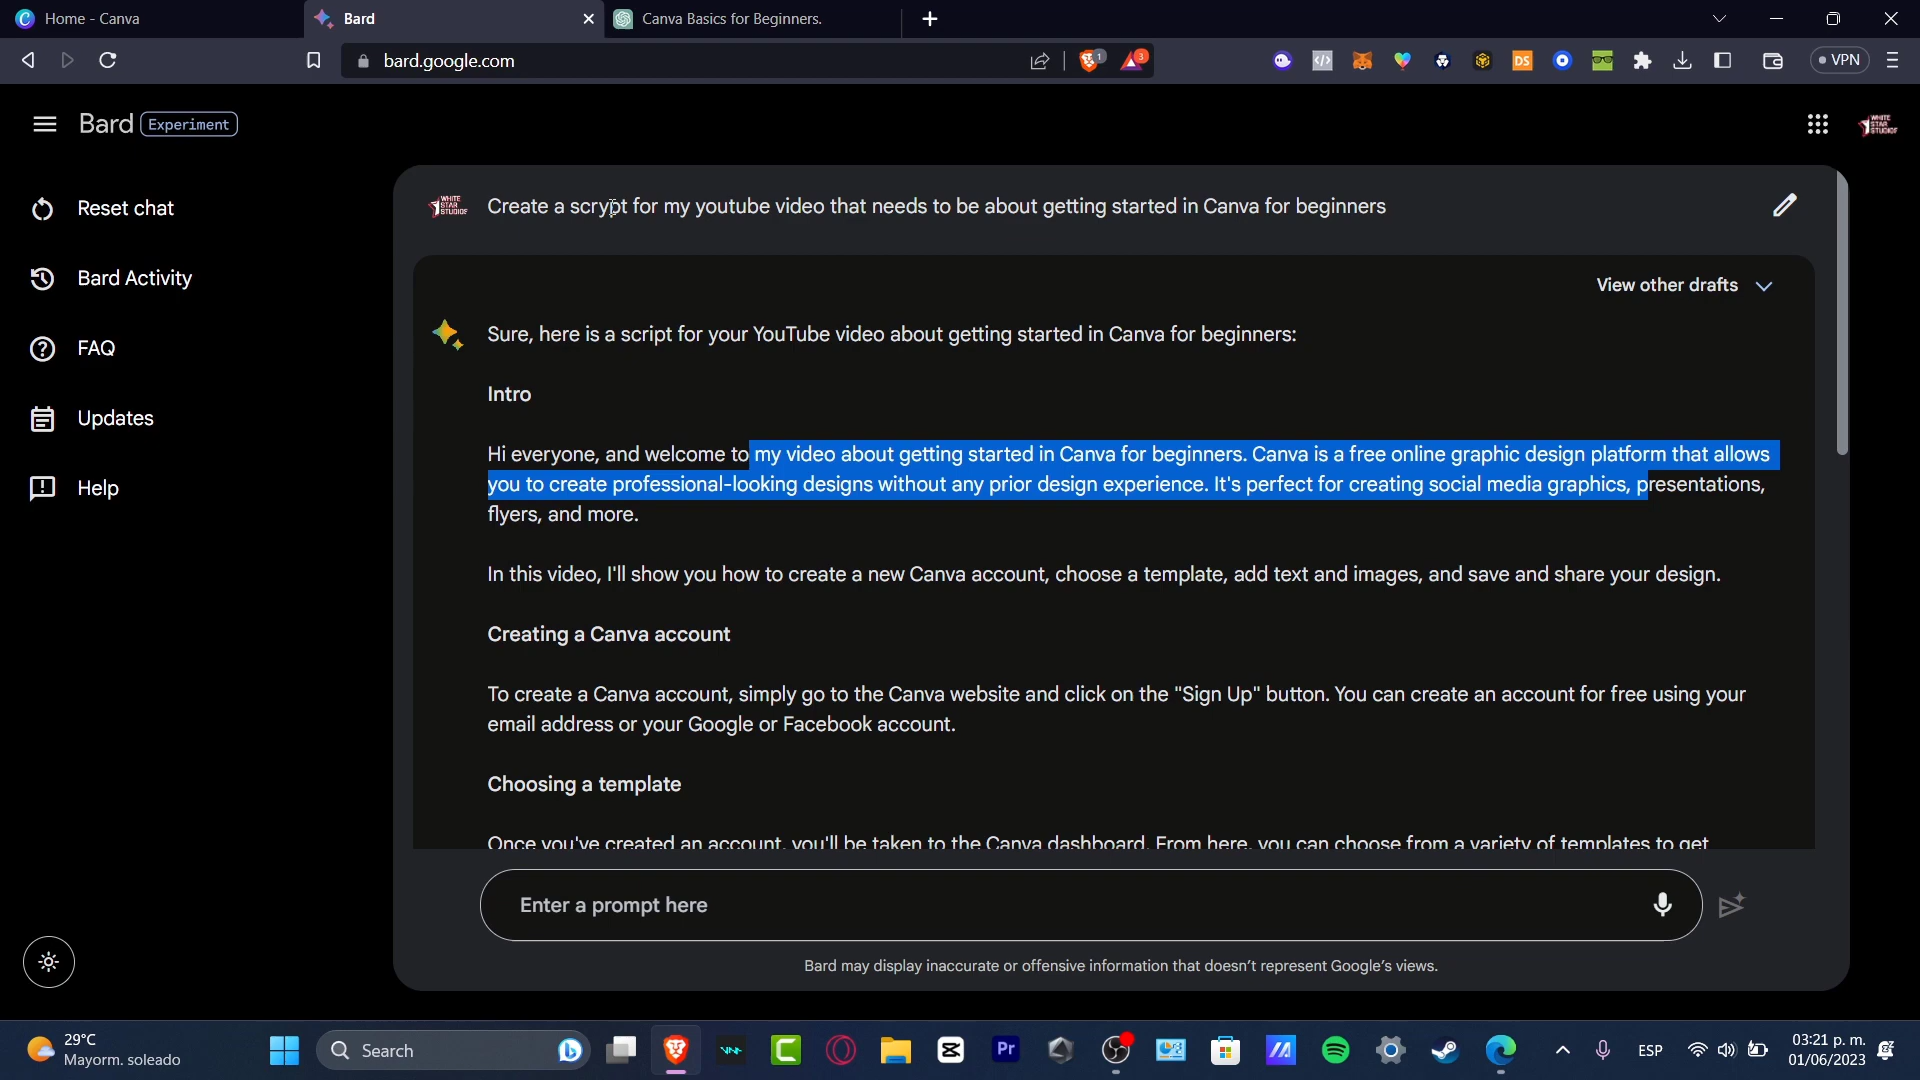 Home - Canva
Bard
Canva Basics for Beginners.
bard.google.com
1
3
DS
VPN
Bard Experiment
WHITE STAR STUDIOS
Reset chat
Bard Activity
FAQ
Updates
Help
WHITE STAR STUDIOS
Create a scrypt for my youtube video that needs to be about getting started in Canva for beginners
View other drafts
Sure, here is a script for your YouTube video about getting started in Canva for beginners:
Intro
Hi everyone, and welcome to my video about getting started in Canva for beginners. Canva is a free online graphic design platform that allows
you to create professional-looking designs without any prior design experience. It's perfect for creating social media graphics, presentations,
flyers, and more.
In this video, I'll show you how to create a new Canva account, choose a template, add text and images, and save and share your design.
Creating a Canva account
To create a Canva account, simply go to the Canva website and click on the "Sign Up" button. You can create an account for free using your
email address or your Google or Facebook account.
Choosing a template
Once you've created an account, you'll be taken to the Canva dashboard. From here, you can choose from a variety of templates to get
Enter a prompt here
Bard may display inaccurate or offensive information that doesn't represent Google's views.
29°C
Mayorm. soleado
Search
Pr
ESP
03:21 p. m.
01/06/2023